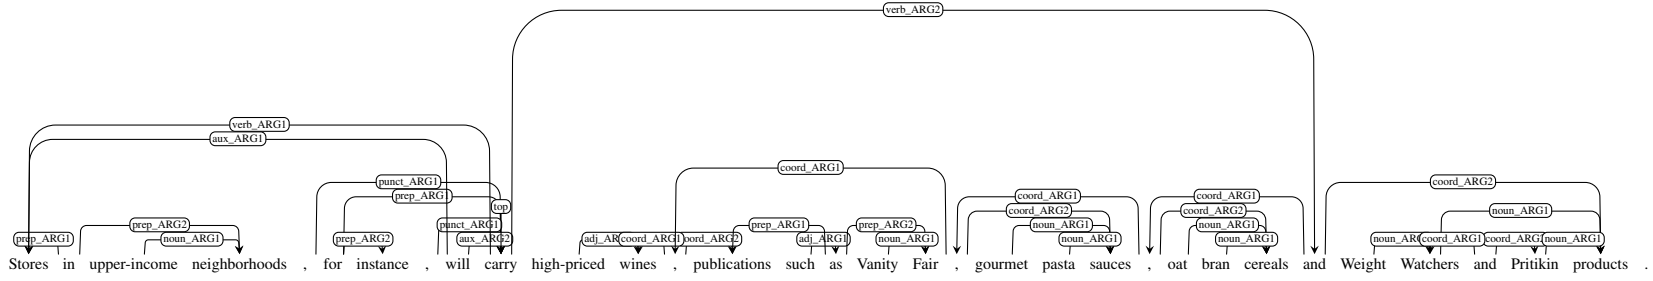 verb_ARG2
verb_ARG1
aux_ARG1
coord_ARG1
punct_ARG1 coord_ARG2
prep_ARG1 coord_ARG1 coord_ARG1
top coord_ARG2 coord_ARG2 noun_ARG1
prep_ARG2 punct_ARG1 prep_ARG1 prep_ARG2 noun_ARG1 noun_ARG1
prep_ARG1 noun_ARG1 prep_ARG2 aux_ARG2 coord_ARG1 adj_ARG1 noun_ARG1 noun_ARG1 noun_ARG1 coord_ARG1 noun_ARG1
Stores in upper-income neighborhoods , for instance , will carry high-priced wines , publications such as Vanity Fair , gourmet pasta sauces , oat bran cereals and Weight Watchers and Pritikin products .